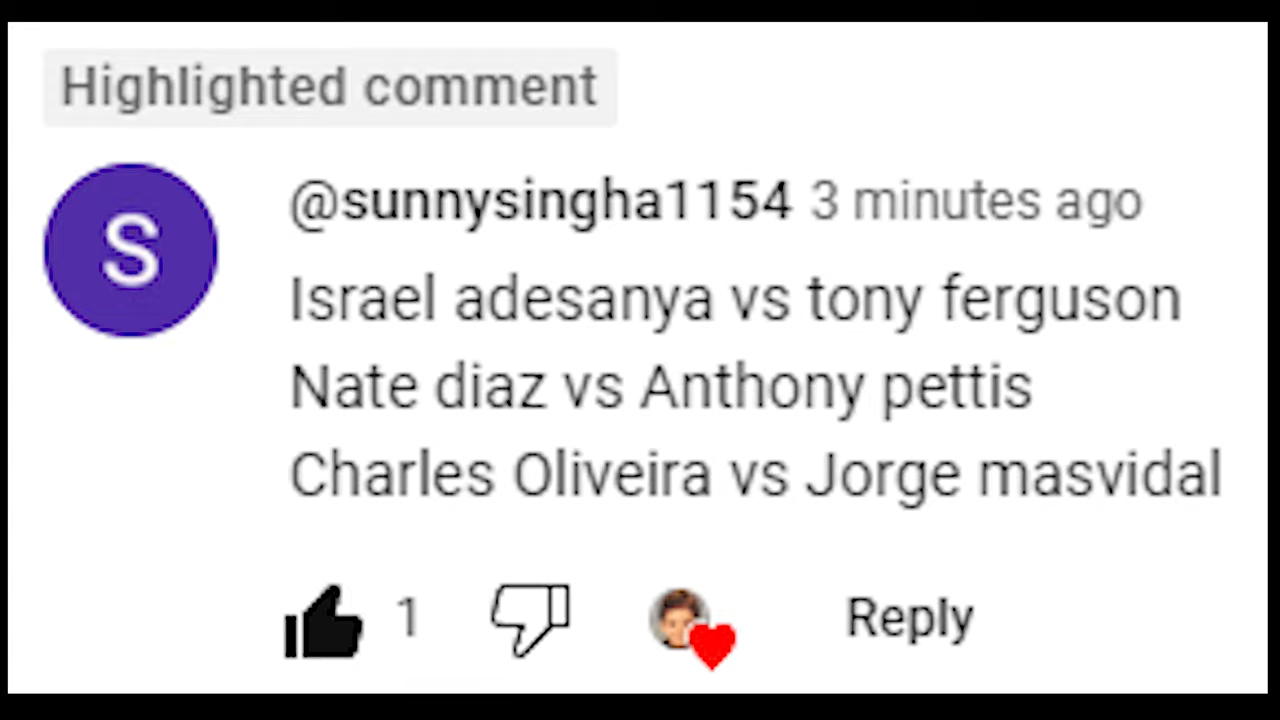 Highlighted comment
S
@sunnysingha1154 3 minutes ago
Israel adesanya vs tony ferguson
Nate diaz vs Anthony pettis
Charles Oliveira vs Jorge masvidal
1
Reply